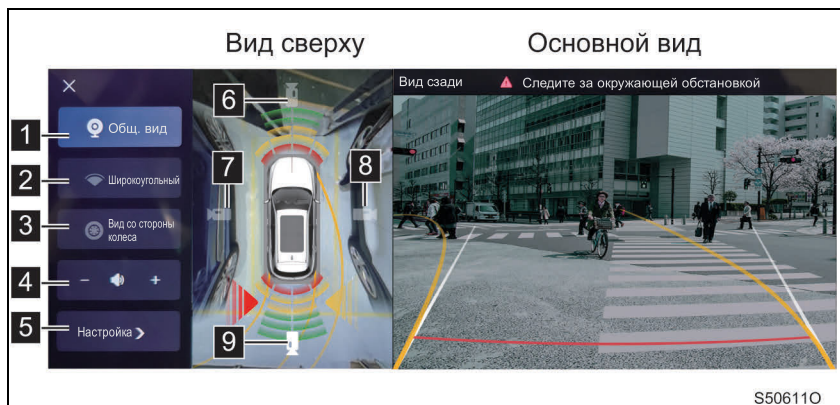 Вид сверху
Основной вид
Вид сзади
Следите за окружающей обстановкой
1
Общ. вид
2
Широкоугольный
3
Вид со стороны
колеса
4
− +
5
Настройка
6
7
8
9
S50611O